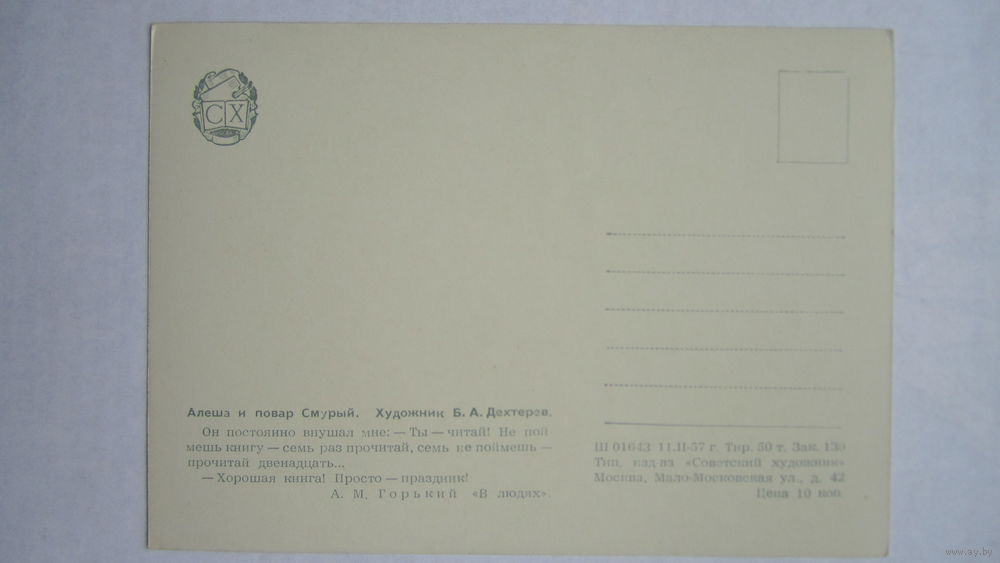 СХ
Алеша и повар Смурый. Художник Б. А. Дехтерев.
Он постоянно внушал мне: — Ты — читай! Не пой
мешь книгу — семь раз прочитай, семь не поймешь —
прочитай двенадцать...
— Хорошая книга! Просто — праздник!
А. М. Горький «В людях».
Ш 01643 11.II-57 г. Тир. 50 т. Зак. 139
Тип. изд-ва «Советский художник»
Москва, Мало-Московская ул., д. 42
Цена 10 коп.
www.ay.by